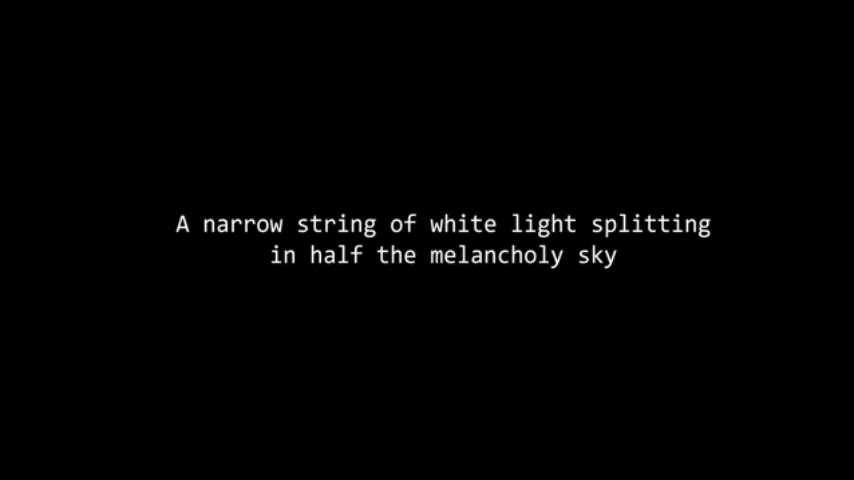 A narrow string of white light splitting
in half the melancholy sky